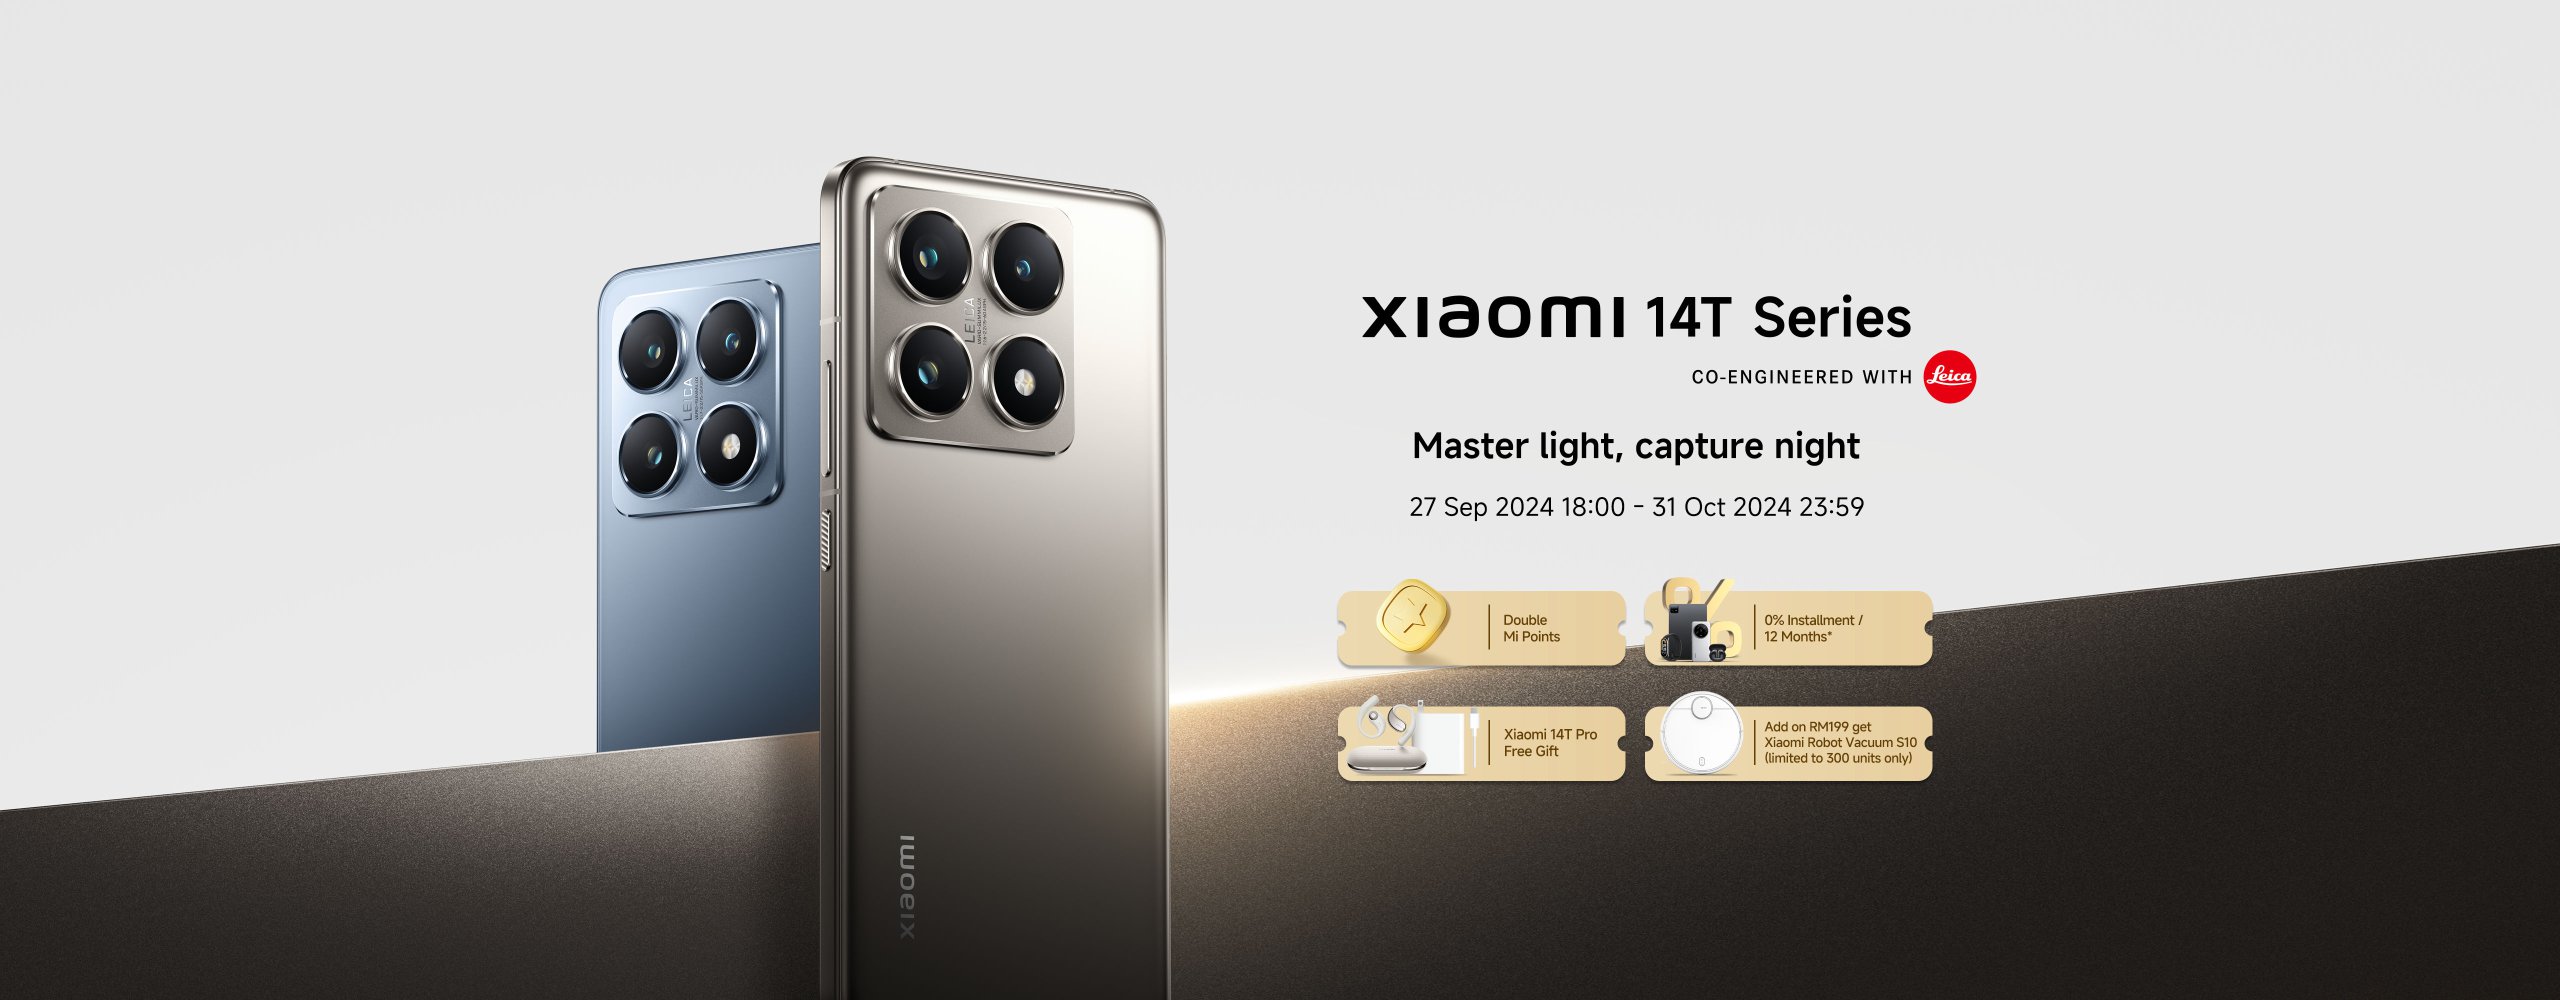 LEICA
LEICA
xiaomi
xiaomi 14T Series
CO-ENGINEERED WITH Leica
Master light, capture night
27 Sep 2024 18:00 - 31 Oct 2024 23:59
Double
Mi Points
0% Installment /
12 Months*
Xiaomi 14T Pro
Free Gift
Add on RM199 get
Xiaomi Robot Vacuum S10
(limited to 300 units only)